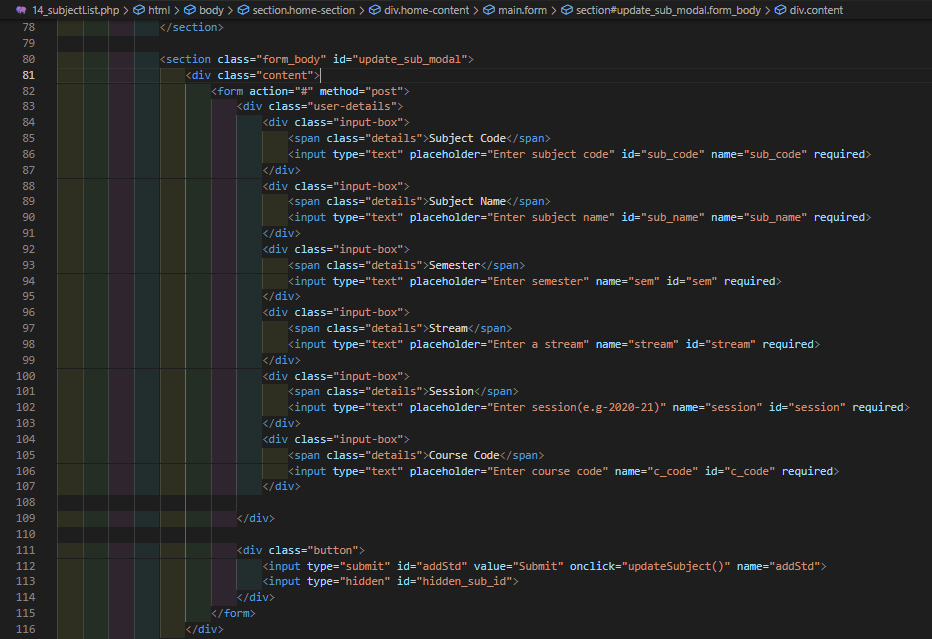 14_subjectList.php > html > body > section.home-section > div.home-content > main.form > section#update_sub_modal.form_body > div.content
78 </section>
79
80 <section class="form_body" id="update_sub_modal">
81 <div class="content">
82 <form action="#" method="post">
83 <div class="user-details">
84 <div class="input-box">
85 <span class="details">Subject Code</span>
86 <input type="text" placeholder="Enter subject code" id="sub_code" name="sub_code" required>
87 </div>
88 <div class="input-box">
89 <span class="details">Subject Name</span>
90 <input type="text" placeholder="Enter subject name" id="sub_name" name="sub_name" required>
91 </div>
92 <div class="input-box">
93 <span class="details">Semester</span>
94 <input type="text" placeholder="Enter semester" name="sem" id="sem" required>
95 </div>
96 <div class="input-box">
97 <span class="details">Stream</span>
98 <input type="text" placeholder="Enter a stream" name="stream" id="stream" required>
99 </div>
100 <div class="input-box">
101 <span class="details">Session</span>
102 <input type="text" placeholder="Enter session(e.g-2020-21)" name="session" id="session" required>
103 </div>
104 <div class="input-box">
105 <span class="details">Course Code</span>
106 <input type="text" placeholder="Enter course code" name="c_code" id="c_code" required>
107 </div>
108
109 </div>
110
111 <div class="button">
112 <input type="submit" id="addStd" value="Submit" onclick="updateSubject()" name="addStd">
113 <input type="hidden" id="hidden_sub_id">
114 </div>
115 </form>
116 </div>